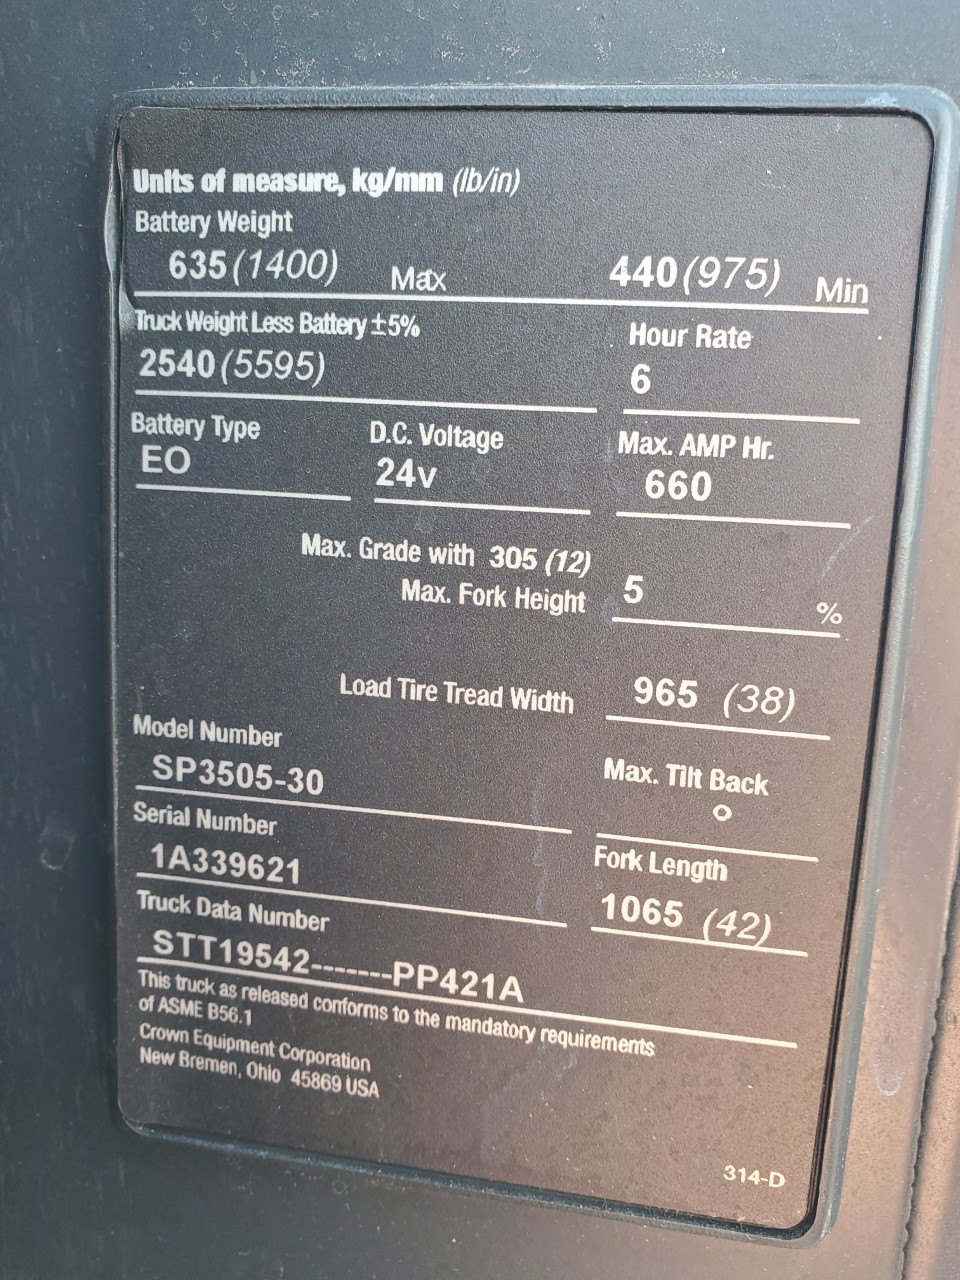 Units of measure, kg/mm (lb/in)
Battery Weight
635 (1400) Max 440 (975) Min
Truck Weight Less Battery ±5% Hour Rate
2540 (5595) 6
Battery Type D.C. Voltage Max. AMP Hr.
EO 24v 660
Max. Grade with 305 (12)
Max. Fork Height 5 %
Load Tire Tread Width 965 (38)
Model Number Max. Tilt Back
SP3505-30 °
Serial Number Fork Length
1A339621 1065 (42)
Truck Data Number
STT19542-------PP421A
This truck as released conforms to the mandatory requirements
of ASME B56.1
Crown Equipment Corporation
New Bremen, Ohio 45869 USA
314-D